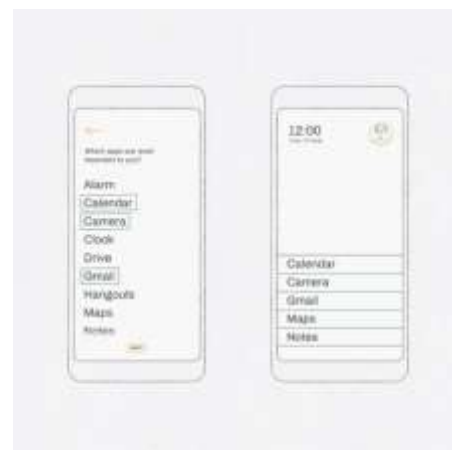 Which apps are most
important to you?
Alarm
Calendar
Camera
Clock
Drive
Gmail
Hangouts
Maps
Notes
12:00
Calendar
Camera
Gmail
Maps
Notes